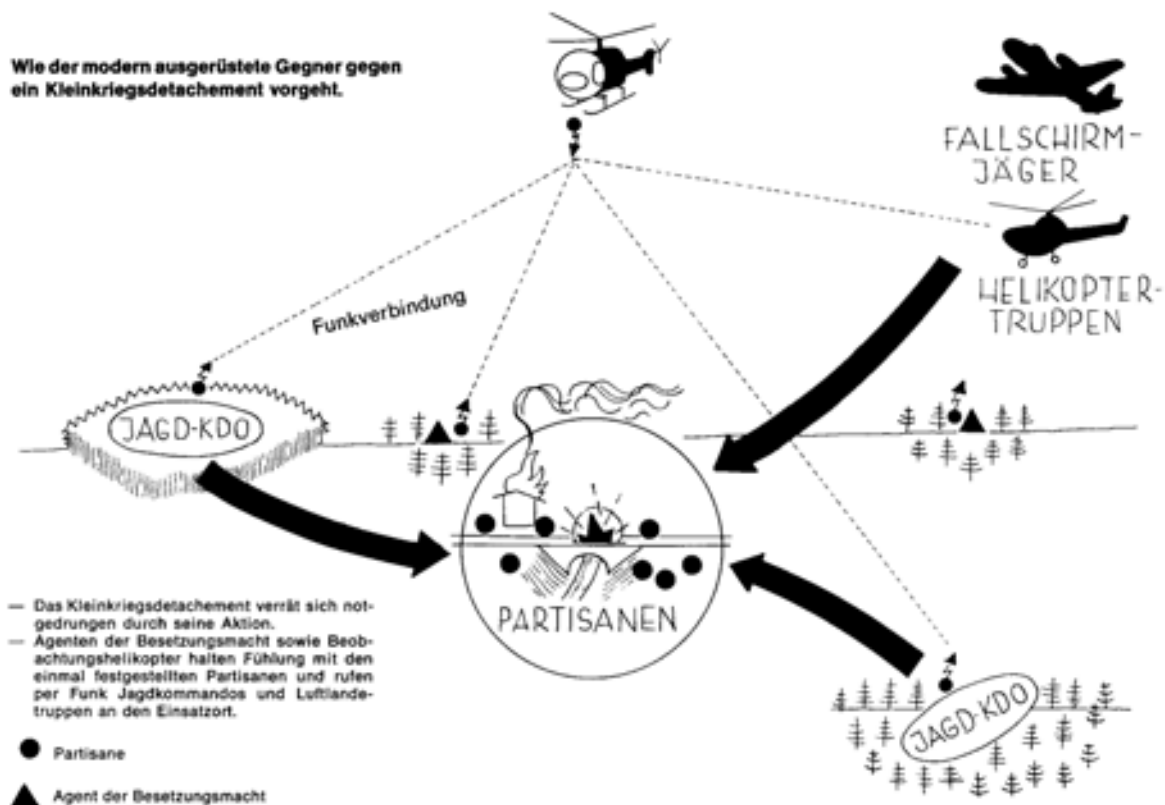 Wie der modern ausgerüstete Gegner gegen
ein Kleinkriegsdetachement vorgeht.
FALLSCHIRM-
JÄGER
HELIKOPTER-
TRUPPEN
Funkverbindung
JAGD-KDO
PARTISANEN
JAGD-KDO
— Das Kleinkriegsdetachement verrät sich not-
gedrungen durch seine Aktion.
— Agenten der Besetzungsmacht sowie Beob-
achtungshelikopter halten Fühlung mit den
einmal festgestellten Partisanen und rufen
per Funk Jagdkommandos und Luftlande-
truppen an den Einsatzort.
Partisane
Agent der Besetzungsmacht